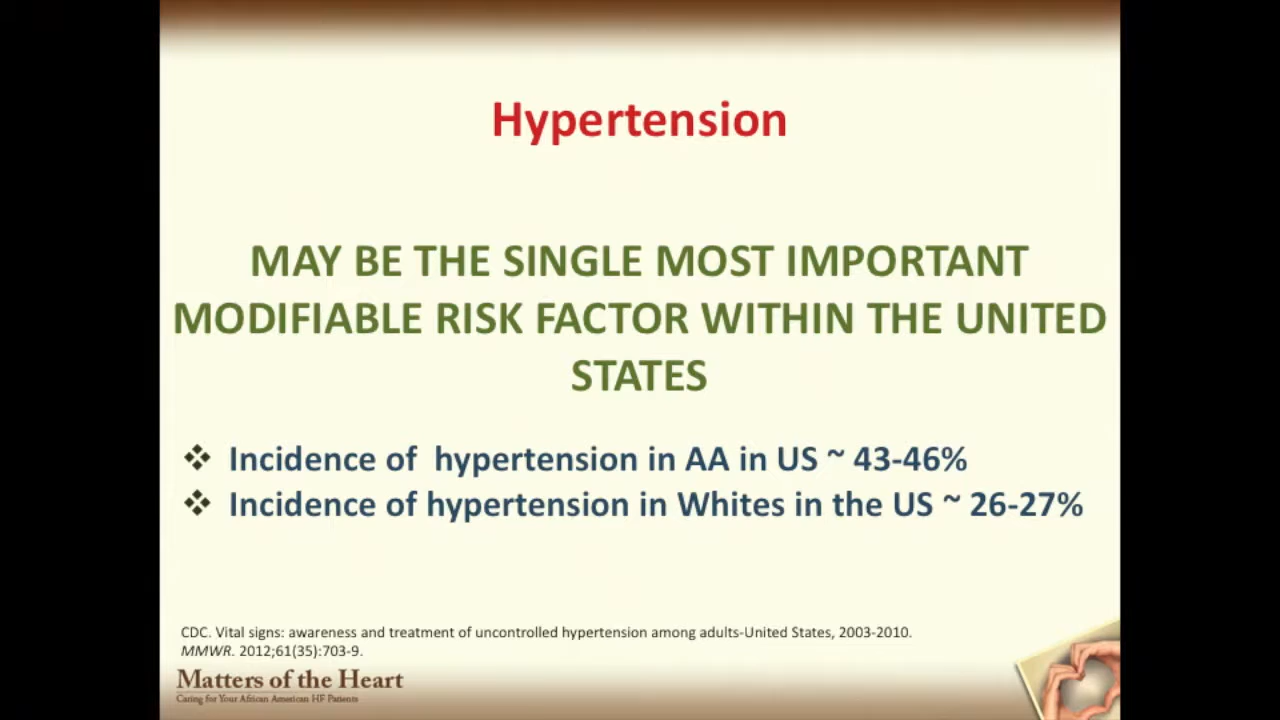 Hypertension
MAY BE THE SINGLE MOST IMPORTANT
MODIFIABLE RISK FACTOR WITHIN THE UNITED
STATES
❖ Incidence of  hypertension in AA in US ~ 43-46%
❖ Incidence of hypertension in Whites in the US ~ 26-27%
CDC. Vital signs: awareness and treatment of uncontrolled hypertension among adults-United States, 2003-2010.
MMWR. 2012;61(35):703-9.
Matters of the Heart
Caring for Your African American HF Patients